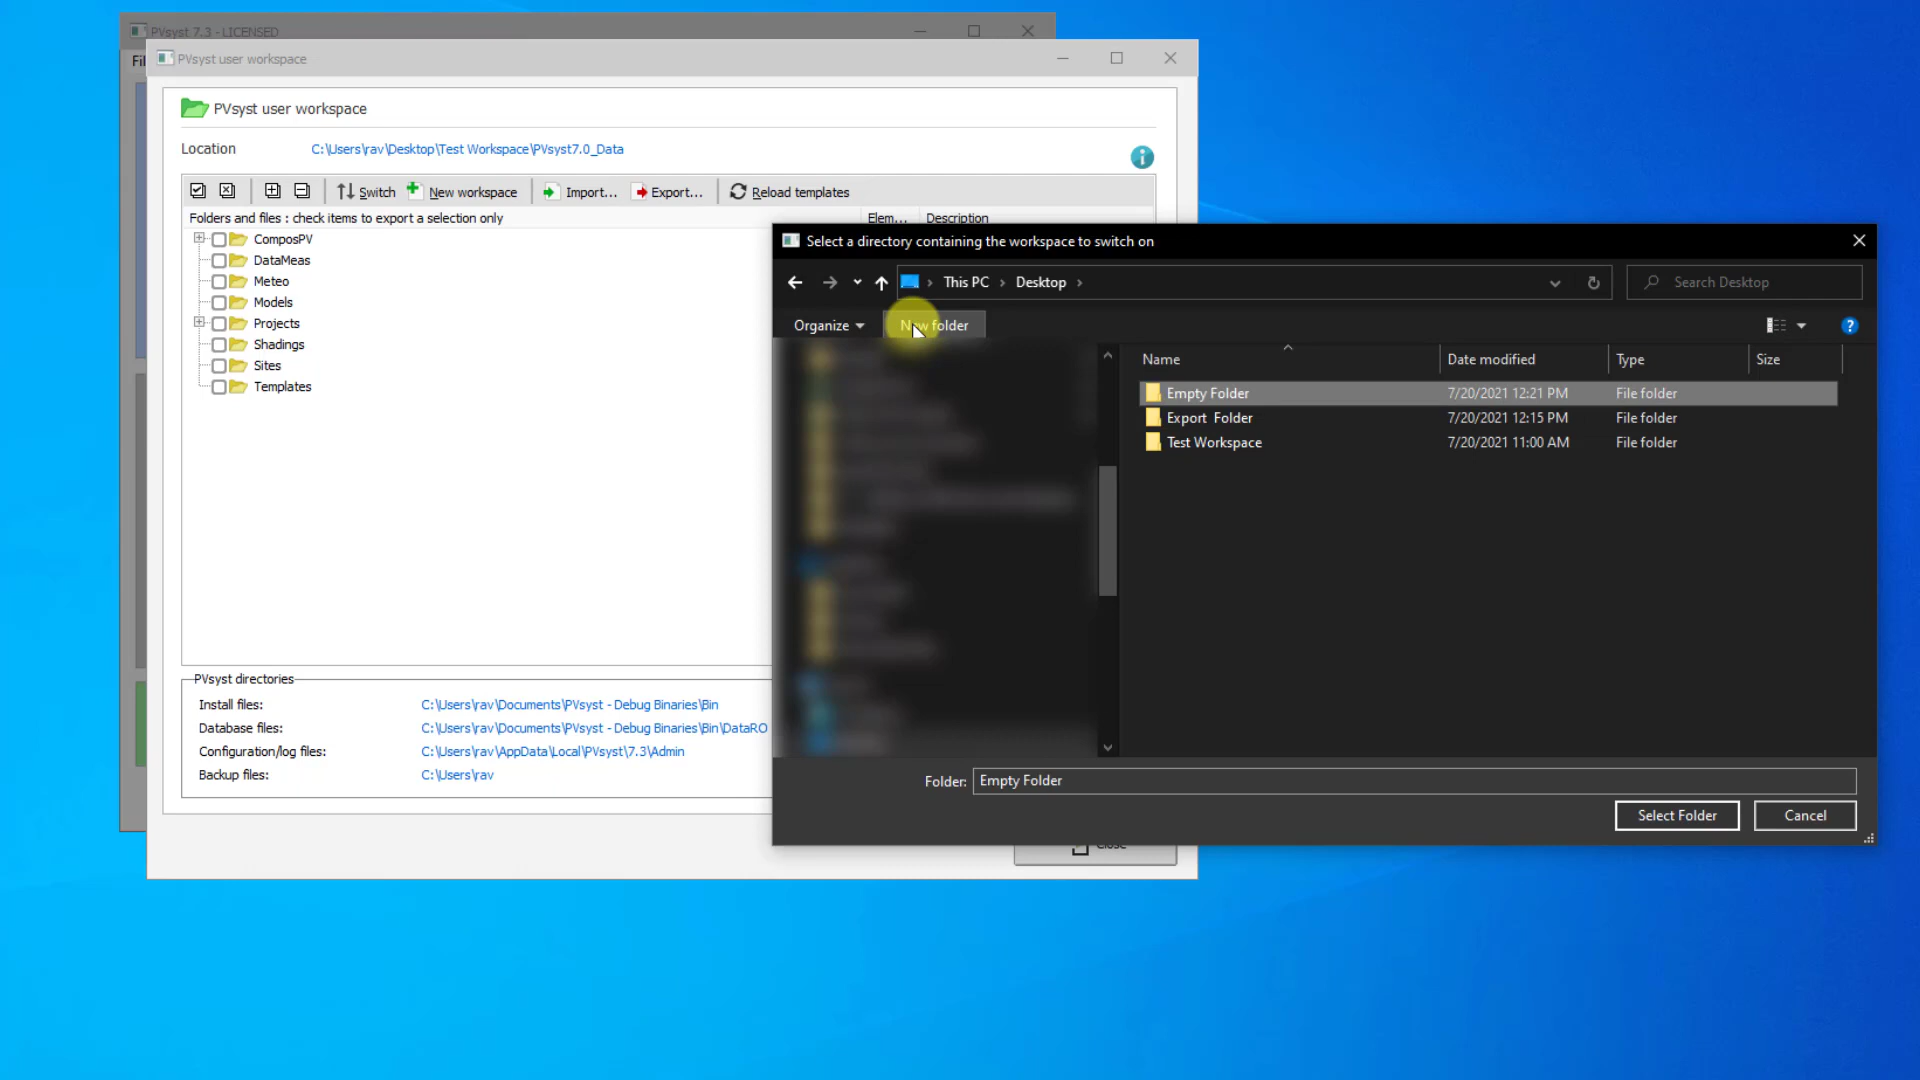 PVsyst 7.3 - LICENSED
Fil
PVsyst user workspace
PVsyst user workspace
Location C:\Users\rav\Desktop\Test Workspace\PVsyst7.0_Data
Switch New workspace Import... Export... Reload templates
Folders and files : check items to export a selection only Elem... Description
ComposPV
DataMeas
Meteo
Models
Projects
Shadings
Sites
Templates
PVsyst directories
Install files: C:\Users\rav\Documents\PVsyst - Debug Binaries\Bin
Database files: C:\Users\rav\Documents\PVsyst - Debug Binaries\Bin\DataRO
Configuration/log files: C:\Users\rav\AppData\Local\PVsyst\7.3\Admin
Backup files: C:\Users\rav
Close
Select a directory containing the workspace to switch on
This PC Desktop
Search Desktop
Organize New folder
Name Date modified Type Size
Empty Folder 7/20/2021 12:21 PM File folder
Export  Folder 7/20/2021 12:15 PM File folder
Test Workspace 7/20/2021 11:00 AM File folder
Folder: Empty Folder
Select Folder Cancel